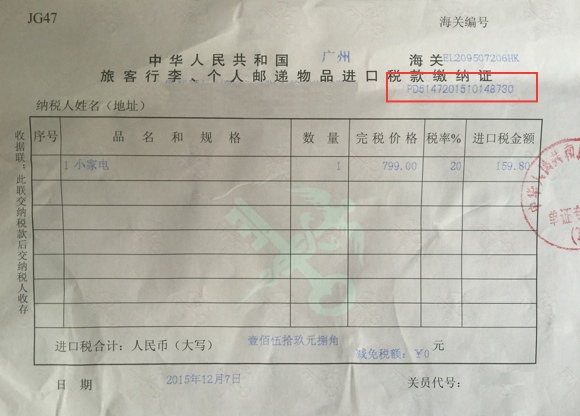 JG47
海关编号
中华人民共和国 广州 海关 EL209507206HK
旅客行李、个人邮递物品进口税款缴纳证
PD5147201510148730
纳税人姓名（地址）
序号 品名和规格 数量 完税价格 税率% 进口税金额
1 小家电 1 799.00 20 159.80
收据联：此联交纳税款后交纳税人收存
中华人民共和
进口税合计：人民币（大写） 壹佰伍拾玖元捌角 元
减免税额：¥0
日期 2015年12月7日 关员代号：